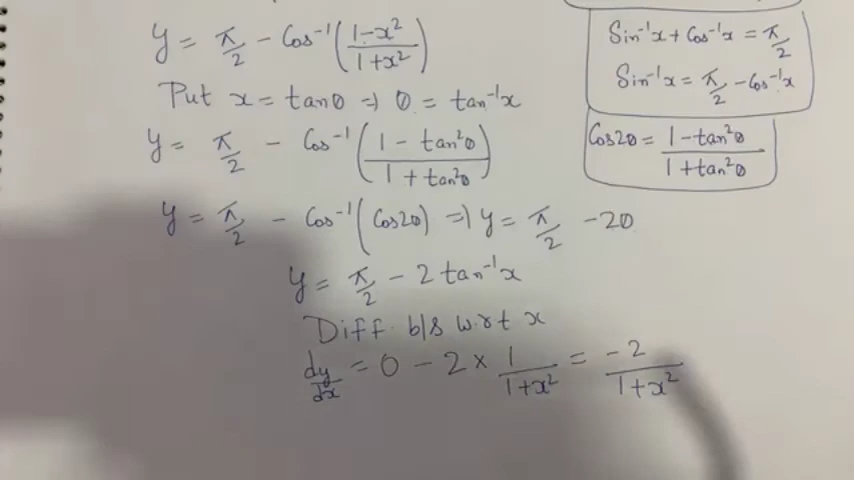 y = π/2 - Cos⁻¹((1-x²)/(1+x²))
Put x = tanθ => θ = tan⁻¹x
y = π/2 - Cos⁻¹((1 - tan²θ)/(1 + tan²θ))
y = π/2 - Cos⁻¹(Cos2θ) => y = π/2 - 2θ
y = π/2 - 2 tan⁻¹x
Diff. b/s w.r.t x
dy/dx = 0 - 2 × 1/(1+x²) = -2/(1+x²)
Sin⁻¹x + Cos⁻¹x = π/2
Sin⁻¹x = π/2 - Cos⁻¹x
Cos2θ = (1 - tan²θ)/(1 + tan²θ)